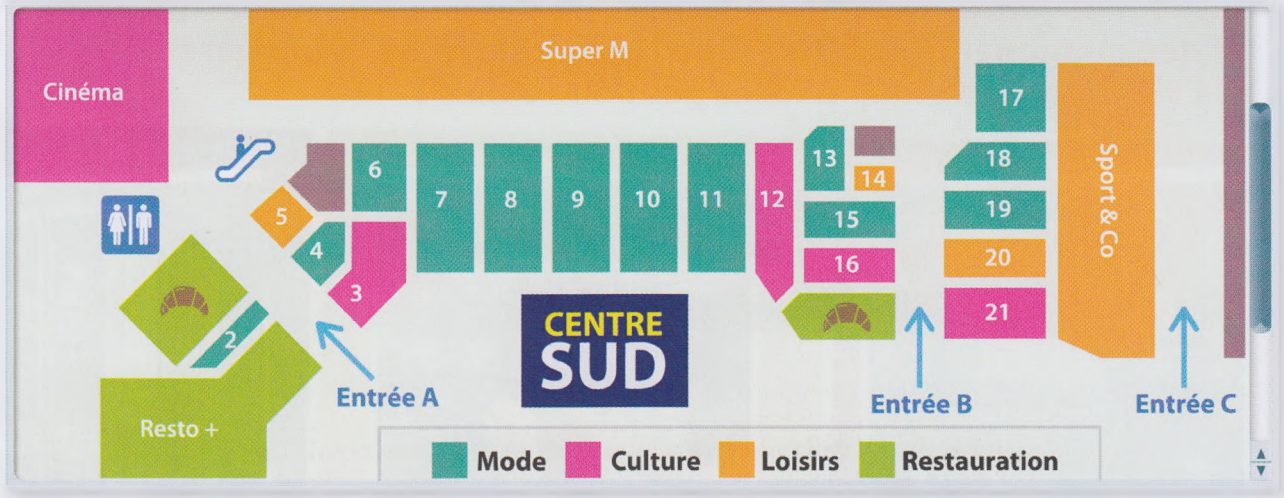 Super M
Cinéma
17
13
18
6
14
5
7
8
9
10
11
12
15
19
Sport & Co
4
16
20
3
2
CENTRE
SUD
21
Entrée A
Entrée B
Entrée C
Resto +
Mode
Culture
Loisirs
Restauration